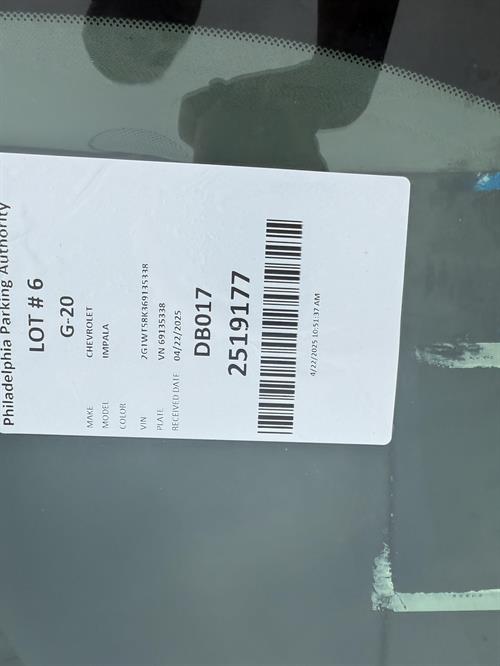 Philadelphia Parking Authority
LOT # 6
G-20
MAKE CHEVROLET
MODEL IMPALA
COLOR
VIN 2G1WT58K369135338
PLATE VN 69135338
RECEIVED DATE 04/22/2025
DB017
2519177
4/22/2025 10:51:37 AM